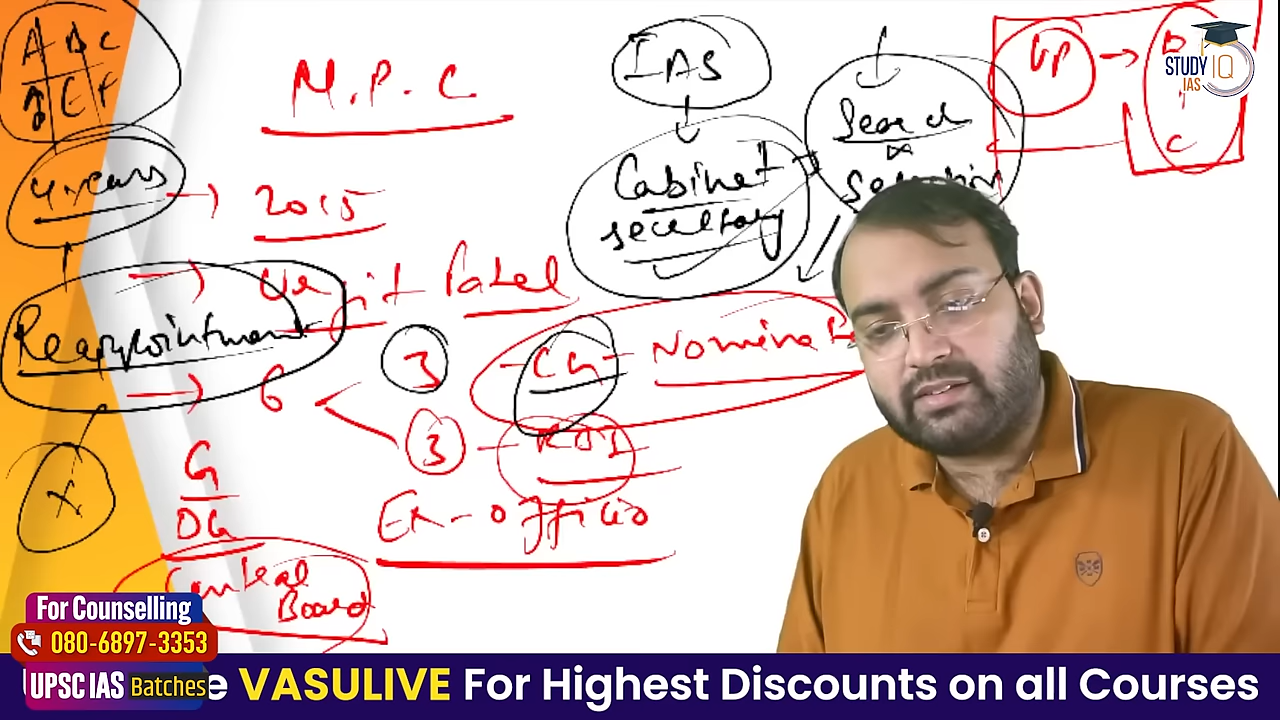 A B C
D E F
M.P.C
IAS
Search
&
Cabinet
secretary
UP →
D
C
STUDY IQ
IAS
4 years → 2015
→ Urjit Patel
Reappointment
3 - CG - Nomina
→ 6
3 - RBI
Ex-officio
X
G
DG
Central
Board
For Counselling
080-6897-3353
UPSC IAS Batches
e VASULIVE For Highest Discounts on all Courses